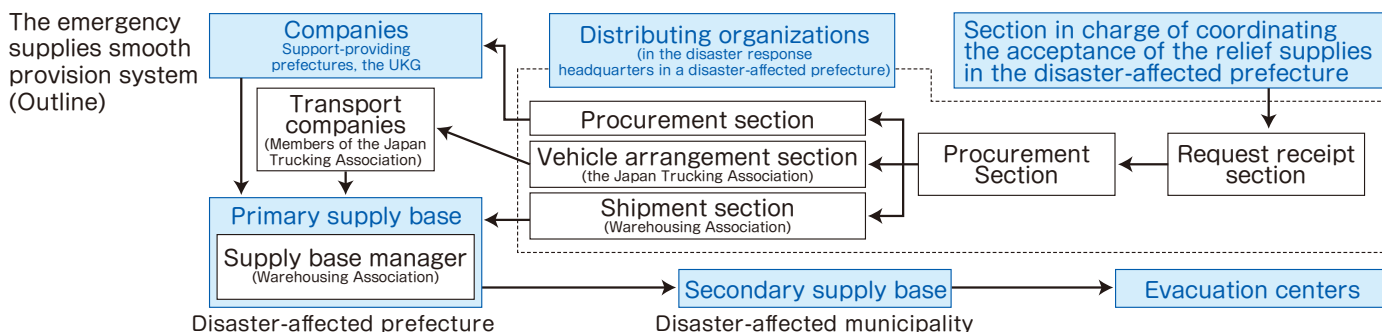 The emergency
supplies smooth
provision system
(Outline)
Companies
Support-providing
prefectures, the UKG
Distributing organizations
(in the disaster response
headquarters in a disaster-affected prefecture)
Section in charge of coordinating
the acceptance of the relief supplies
in the disaster-affected prefecture
Transport
companies
(Members of the Japan
Trucking Association)
Procurement section
Vehicle arrangement section
(the Japan Trucking Association)
Shipment section
(Warehousing Association)
Procurement
Section
Request receipt
section
Primary supply base
Supply base manager
(Warehousing Association)
Disaster-affected prefecture
Secondary supply base
Disaster-affected municipality
Evacuation centers